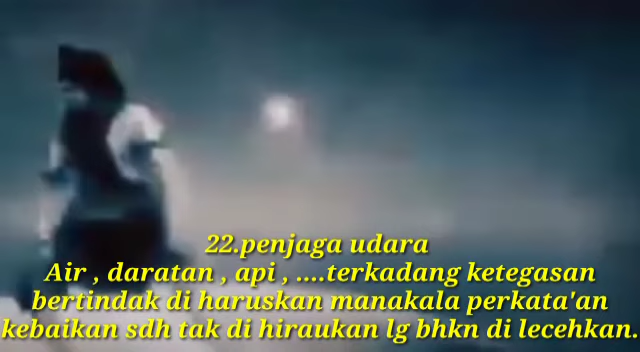 22.penjaga udara
Air , daratan , api , ....terkadang ketegasan
bertindak di haruskan manakala perkata'an
kebaikan sdh tak di hiraukan lg bhkn di lecehkan.